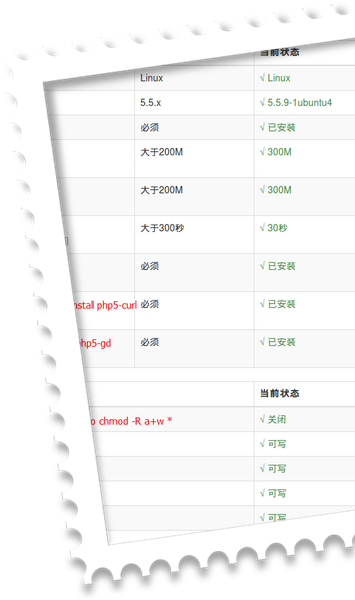 当前状态
Linux √ Linux
5.5.x √ 5.5.9-1ubuntu4
必须 √ 已安装
大于200M √ 300M
大于200M √ 300M
大于300秒 √ 30秒
必须 √ 已安装
nstall php5-curl 必须 √ 已安装
php5-gd 必须 √ 已安装
当前状态
o chmod -R a+w * √ 关闭
√ 可写
√ 可写
√ 可写
√ 可写